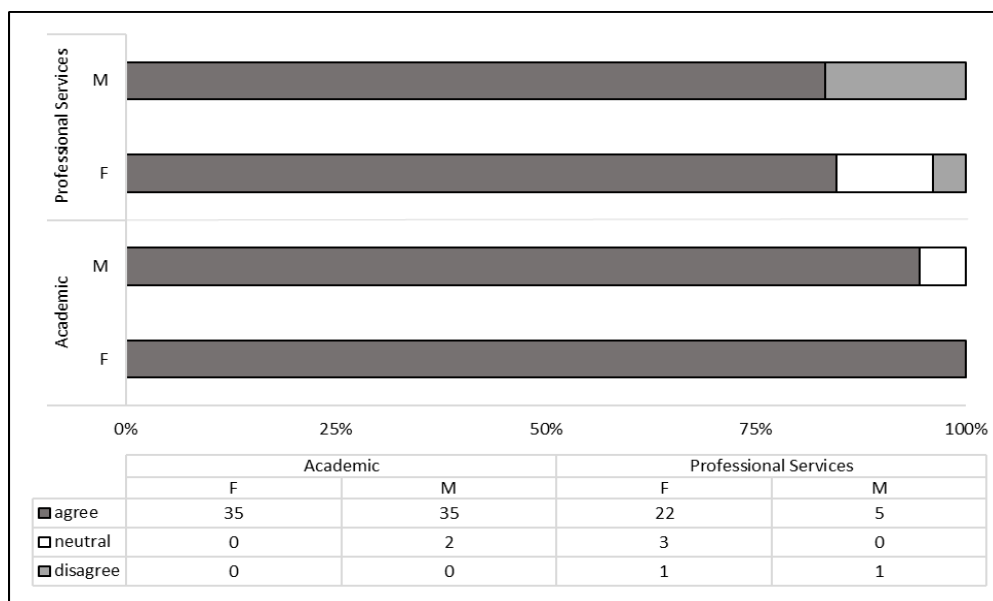 Professional Services
M
F
Academic
M
F
0% 25% 50% 75% 100%
Academic Professional Services
F M F M
agree 35 35 22 5
neutral 0 2 3 0
disagree 0 0 1 1